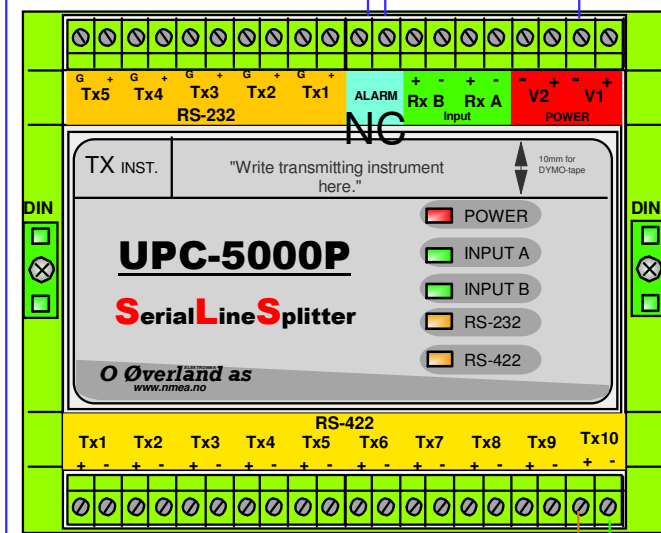 G + G + G + G + G + + - + - - + - +
Tx5 Tx4 Tx3 Tx2 Tx1 ALARM Rx B Rx A V2 V1
RS-232 Input POWER
NC
TX INST. "Write transmitting instrument
here."
10mm for
DYMO-tape
DIN DIN
POWER
UPC-5000P
INPUT A
INPUT B
SerialLineSplitter
RS-232
RS-422
ELEKTRONIKK
O Øverland as
www.nmea.no
RS-422
Tx1 Tx2 Tx3 Tx4 Tx5 Tx6 Tx7 Tx8 Tx9 Tx10
+ - + - + - + - + - + - + - + - + - + -